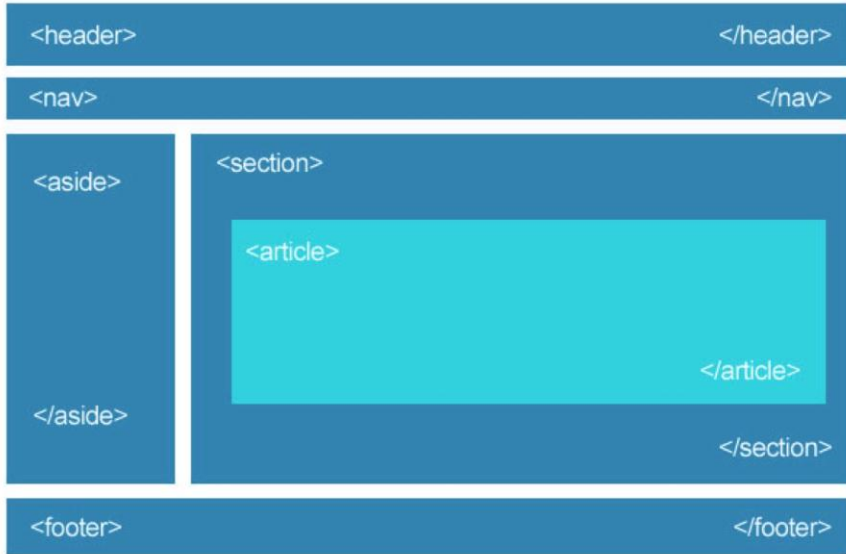 <header> </header>
<nav> </nav>
<aside>
</aside>
<section>
<article>
</article>
</section>
<footer> </footer>